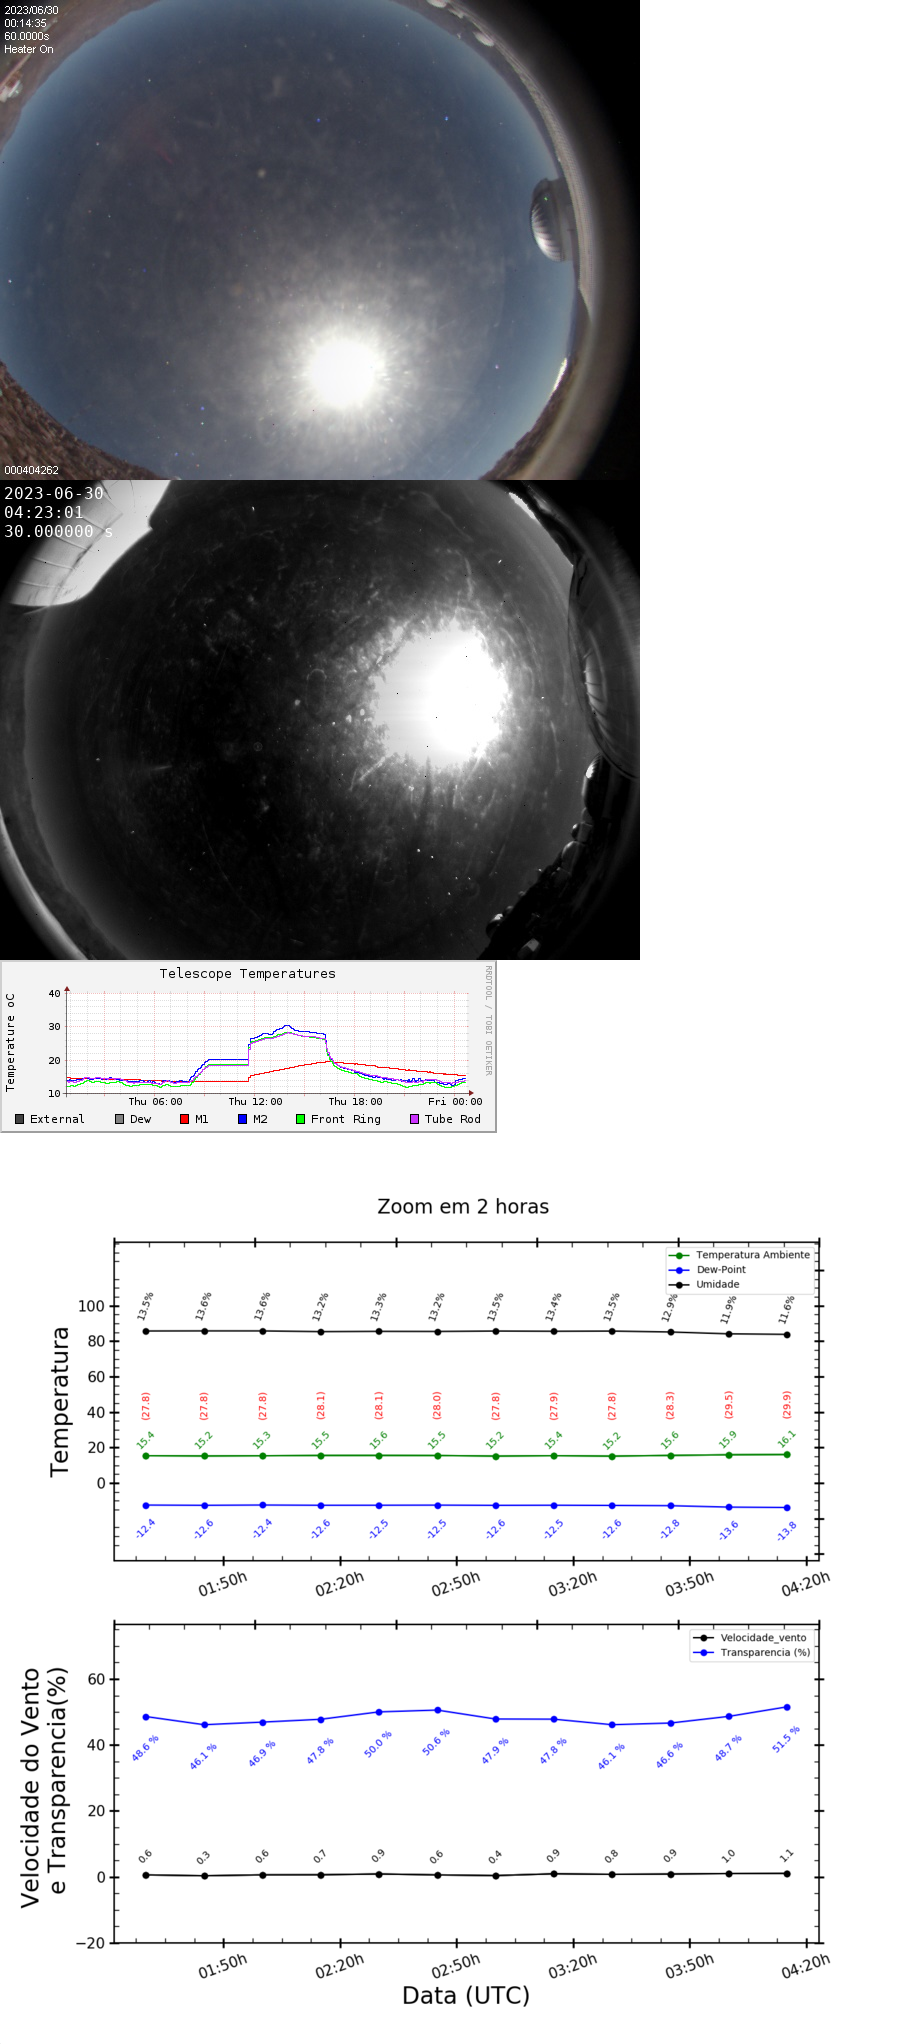 2023/06/30
00:14:35
60.0000s
Heater On
000404262
2023-06-30
04:23:01
30.000000 s
Telescope Temperatures
RRDTOOL / TOBI OETIKER
Temperature oC
40
30
20
10
Thu 06:00 Thu 12:00 Thu 18:00 Fri 00:00
External Dew M1 M2 Front Ring Tube Rod
Zoom em 2 horas
Temperatura Ambiente
Dew-Point
Umidade
Temperatura
100
80
60
40
20
0
13.5% 13.6% 13.6% 13.2% 13.3% 13.2% 13.5% 13.4% 13.5% 12.9% 11.9% 11.6%
(27.8) (27.8) (27.8) (28.1) (28.1) (28.0) (27.8) (27.9) (27.8) (28.3) (29.5) (29.9)
15.4 15.2 15.3 15.5 15.6 15.5 15.2 15.4 15.2 15.6 15.9 16.1
-12.4 -12.6 -12.4 -12.6 -12.5 -12.5 -12.6 -12.5 -12.6 -12.8 -13.6 -13.8
01:50h 02:20h 02:50h 03:20h 03:50h 04:20h
Velocidade_vento
Transparencia (%)
Velocidade do Vento
e Transparencia(%)
60
40
20
0
−20
48.6 % 46.1 % 46.9 % 47.8 % 50.0 % 50.6 % 47.9 % 47.8 % 46.1 % 46.6 % 48.7 % 51.5 %
0.6 0.3 0.6 0.7 0.9 0.6 0.4 0.9 0.8 0.9 1.0 1.1
01:50h 02:20h 02:50h 03:20h 03:50h 04:20h
Data (UTC)